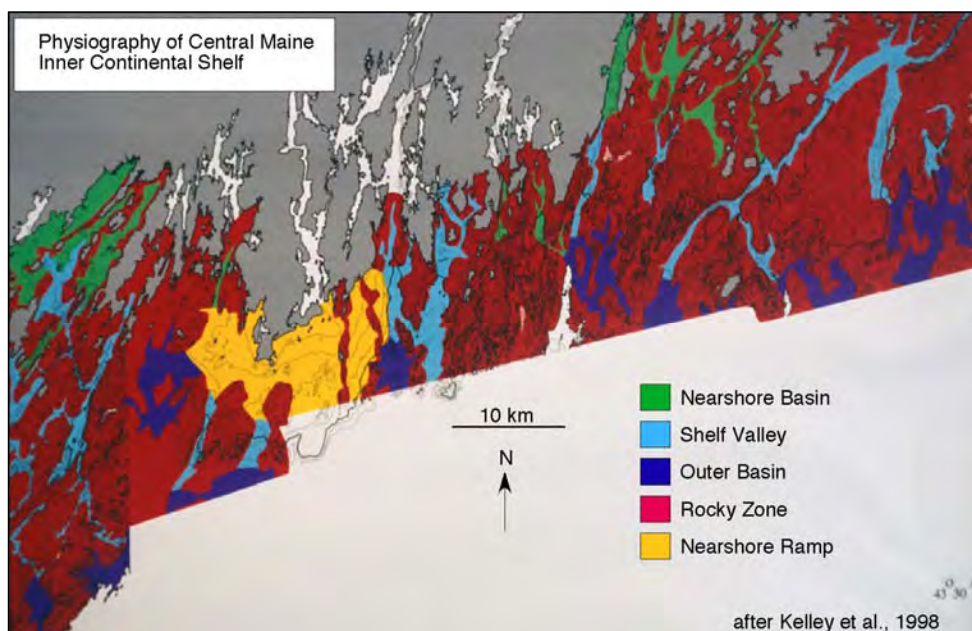 Physiography of Central Maine
Inner Continental Shelf
10 km
N
Nearshore Basin
Shelf Valley
Outer Basin
Rocky Zone
Nearshore Ramp
43 30
after Kelley et al., 1998